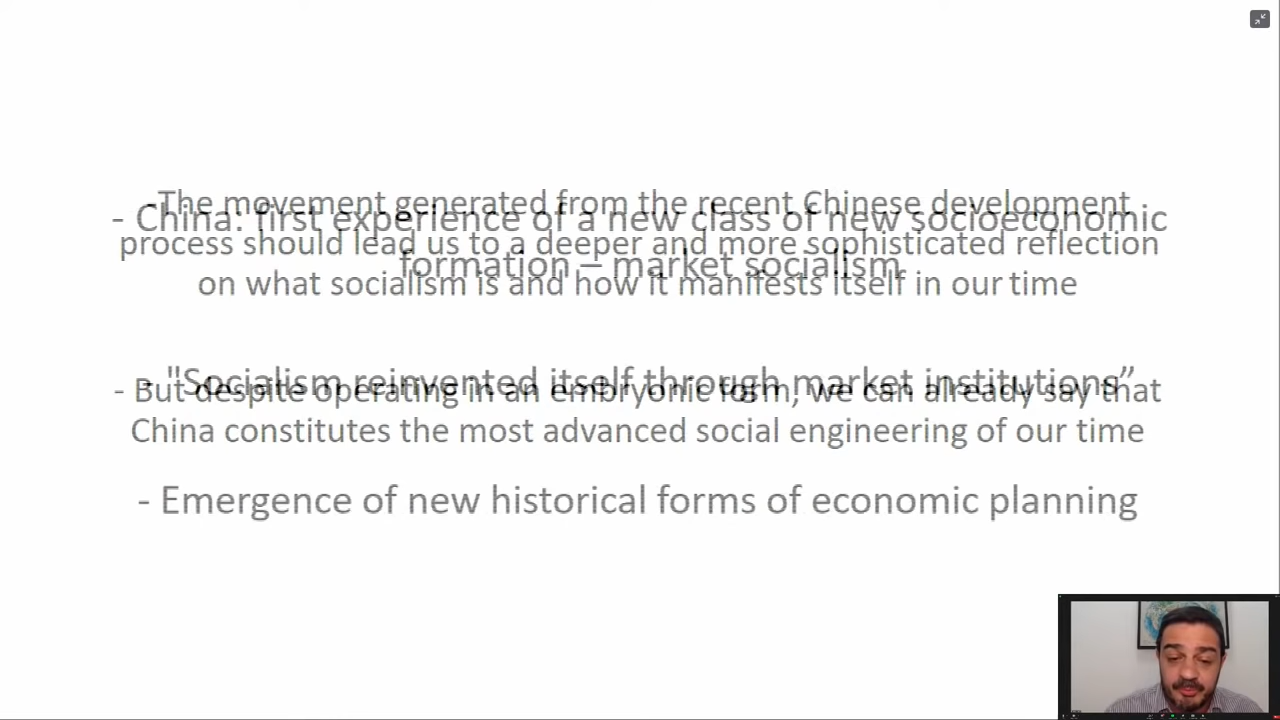 - China: first experience of a new class of new socioeconomic
formation – market socialism
- "Socialism reinvented itself through market institutions”
- Emergence of new historical forms of economic planning
-The movement generated from the recent Chinese development
process should lead us to a deeper and more sophisticated reflection
on what socialism is and how it manifests itself in our time
- But despite operating in an embryonic form, we can already say that
China constitutes the most advanced social engineering of our time